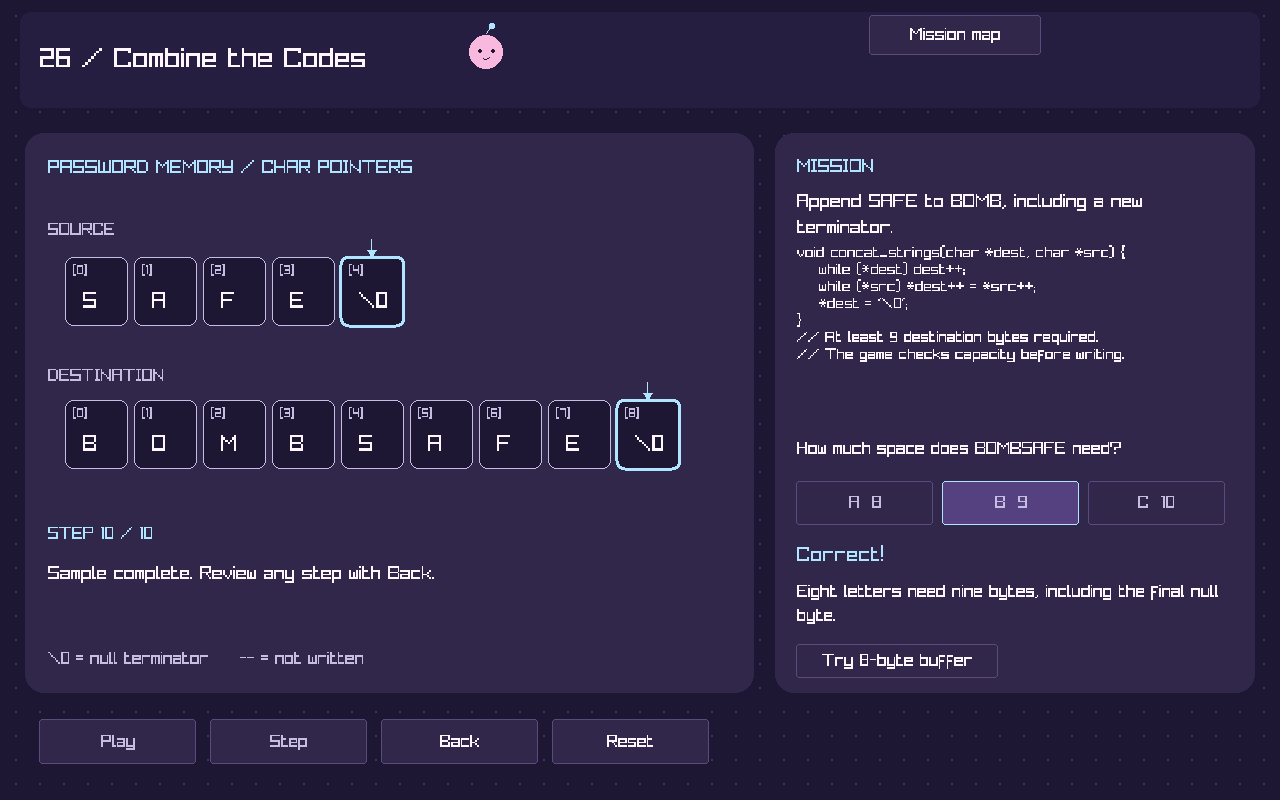 26 / Combine the Codes
Mission map
PASSWORD MEMORY / CHAR POINTERS
SOURCE
[0] [1] [2] [3] [4]
S A F E \0
DESTINATION
[0] [1] [2] [3] [4] [5] [6] [7] [8]
B O M B S A F E \0
STEP 10 / 10
Sample complete. Review any step with Back.
\0 = null terminator -- = not written
Play Step Back Reset
MISSION
Append SAFE to BOMB, including a new
terminator.
void concat_strings(char *dest, char *src) {
while (*dest) dest++;
while (*src) *dest++ = *src++;
*dest = '\0';
}
// At least 9 destination bytes required.
// The game checks capacity before writing.
How much space does BOMBSAFE need?
A 8 B 9 C 10
Correct!
Eight letters need nine bytes, including the final null
byte.
Try 8-byte buffer